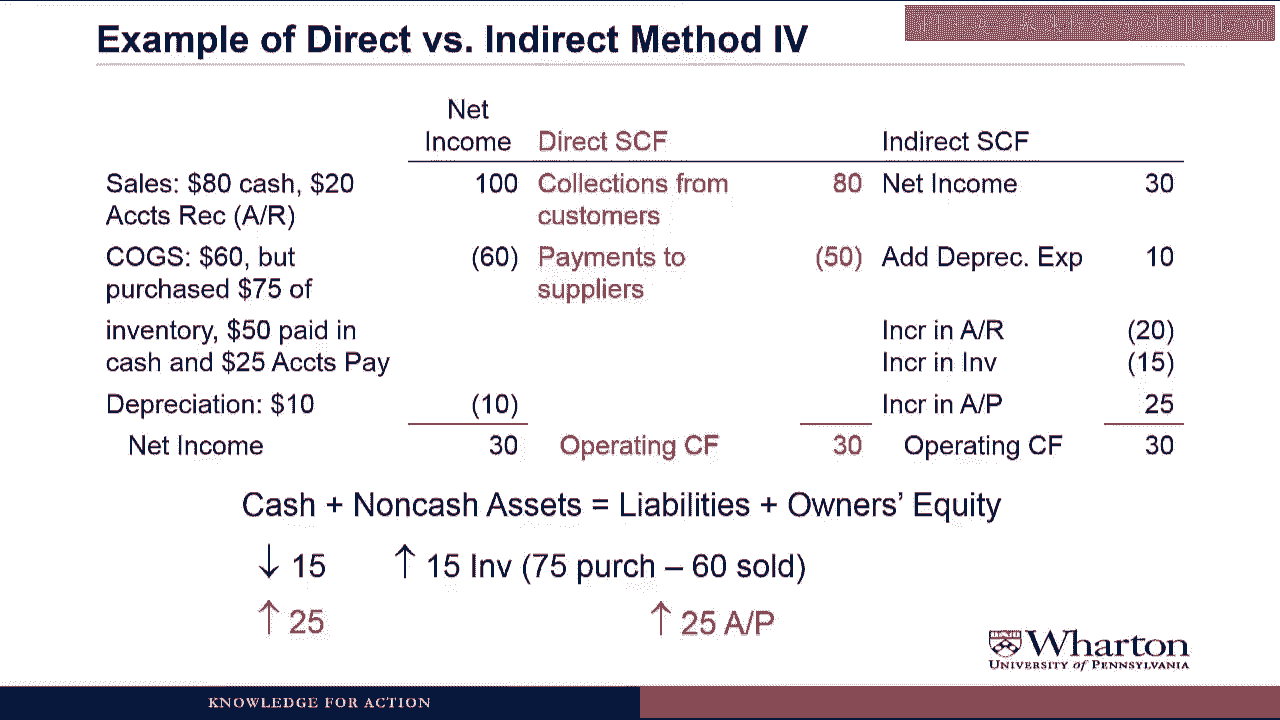 Example of Direct vs. Indirect Method IV
Net
Income Direct SCF Indirect SCF
Sales: $80 cash, $20 100 Collections from 80 Net Income 30
Accts Rec (A/R) customers
COGS: $60, but (60) Payments to (50) Add Deprec. Exp 10
purchased $75 of suppliers
inventory, $50 paid in Incr in A/R (20)
cash and $25 Accts Pay Incr in Inv (15)
Depreciation: $10 (10) Incr in A/P 25
Net Income 30 Operating CF 30 Operating CF 30
Cash + Noncash Assets = Liabilities + Owners' Equity
↓ 15 ↑ 15 Inv (75 purch – 60 sold)
↑ 25 ↑ 25 A/P
Wharton
UNIVERSITY of PENNSYLVANIA
KNOWLEDGE FOR ACTION